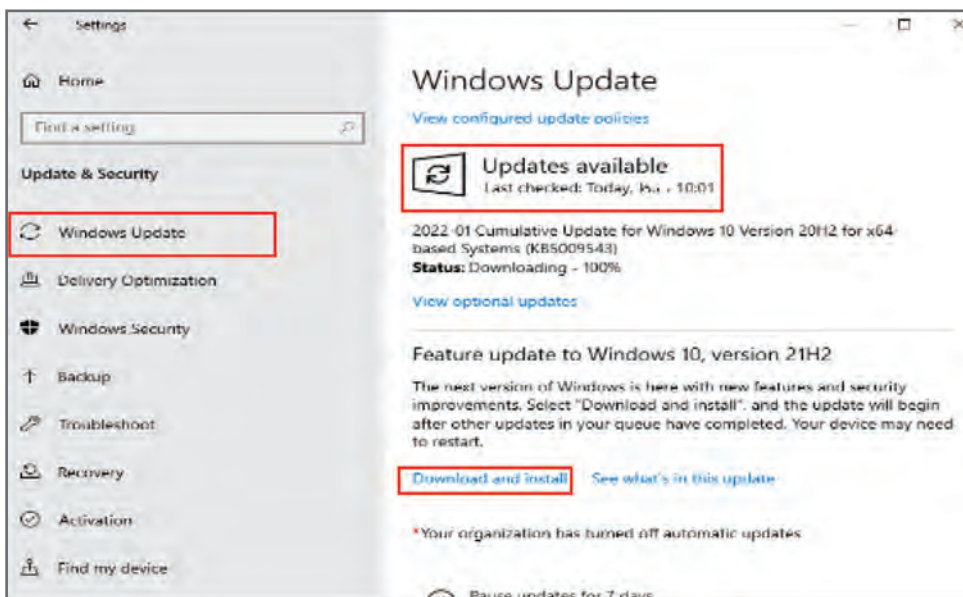 Settings
Home
Find a setting
Update & Security
Windows Update
Delivery Optimization
Windows Security
Backup
Troubleshoot
Recovery
Activation
Find my device
Windows Update
View configured update policies
Updates available
Last checked: Today, - 10:01
2022-01 Cumulative Update for Windows 10 Version 20H2 for x64-
based Systems (KB5009543)
Status: Downloading - 100%
View optional updates
Feature update to Windows 10, version 21H2
The next version of Windows is here with new features and security
improvements. Select "Download and install". and the update will begin
after other updates in your queue have completed. Your device may need
to restart.
Download and install See what's in this update
*Your organization has turned off automatic updates
Pause updates for 7 days